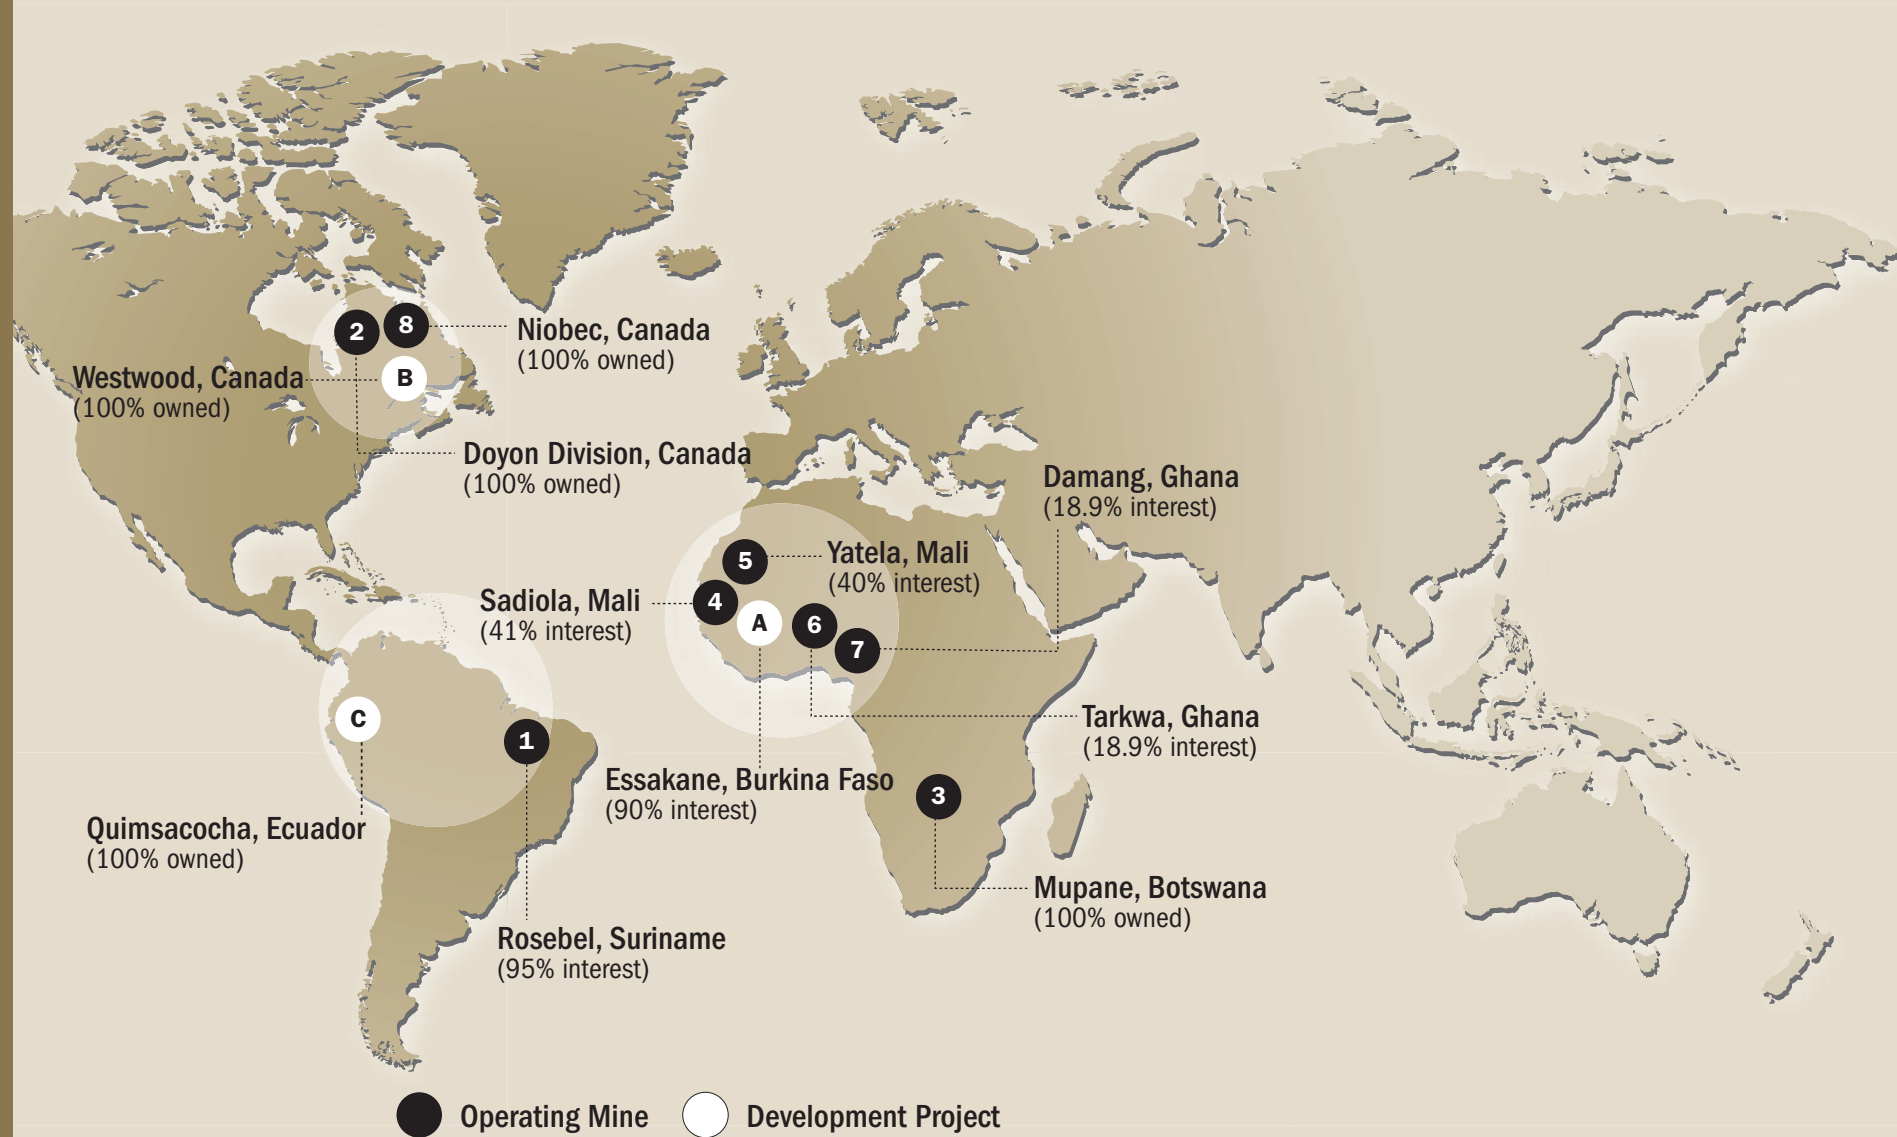 2
8
Niobec, Canada
(100% owned)
Westwood, Canada
(100% owned)
B
Doyon Division, Canada
(100% owned)
Damang, Ghana
(18.9% interest)
5
Yatela, Mali
(40% interest)
Sadiola, Mali
(41% interest)
4
A
6
7
C
1
Tarkwa, Ghana
(18.9% interest)
Essakane, Burkina Faso
(90% interest)
3
Quimsacocha, Ecuador
(100% owned)
Mupane, Botswana
(100% owned)
Rosebel, Suriname
(95% interest)
Operating Mine
Development Project